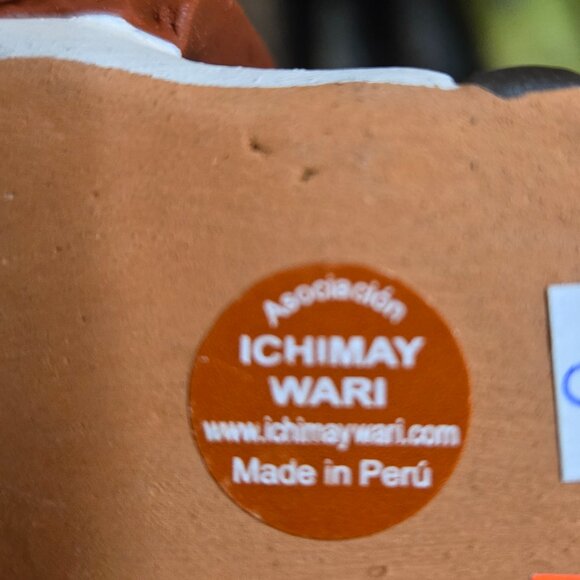 Asociación
ICHIMAY
WARI
www.ichimaywari.com
Made in Perú